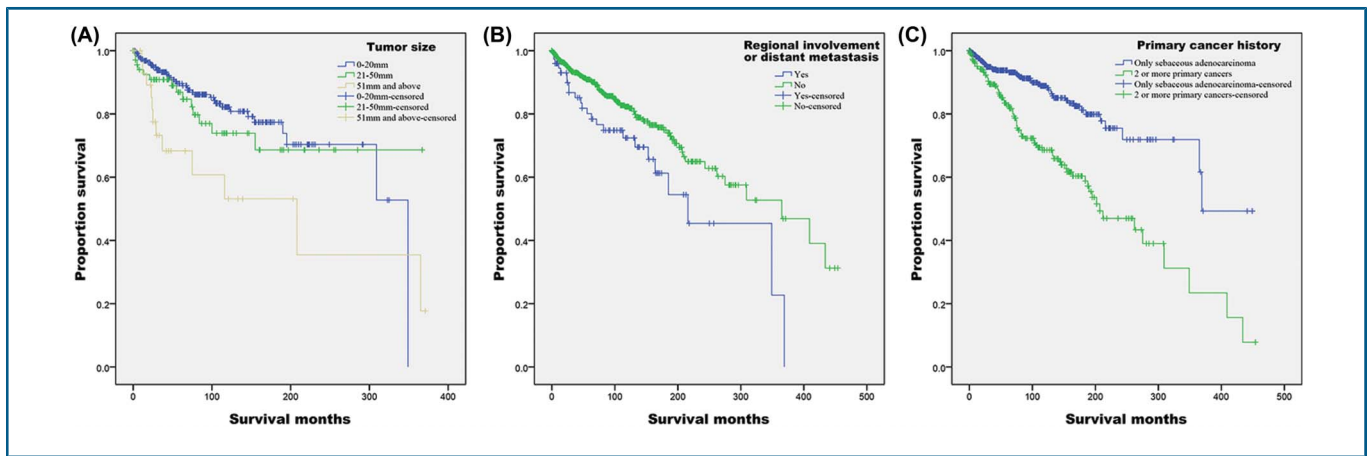 (A)
Tumor size
0-20mm
21-50mm
51mm and above
0-20mm-censored
21-50mm-censored
51mm and above-censored
Proportion survival
1.0
0.8
0.6
0.4
0.2
0.0
0
100
200
300
400
Survival months
(B)
Regional involvement
or distant metastasis
Yes
No
Yes-censored
No-censored
Proportion survival
1.0
0.8
0.6
0.4
0.2
0.0
0
100
200
300
400
500
Survival months
(C)
Primary cancer history
Only sebaceous adenocarcinoma
2 or more primary cancers
Only sebaceous adenocarcinoma-censored
2 or more primary cancers-censored
Proportion survival
1.0
0.8
0.6
0.4
0.2
0.0
0
100
200
300
400
500
Survival months